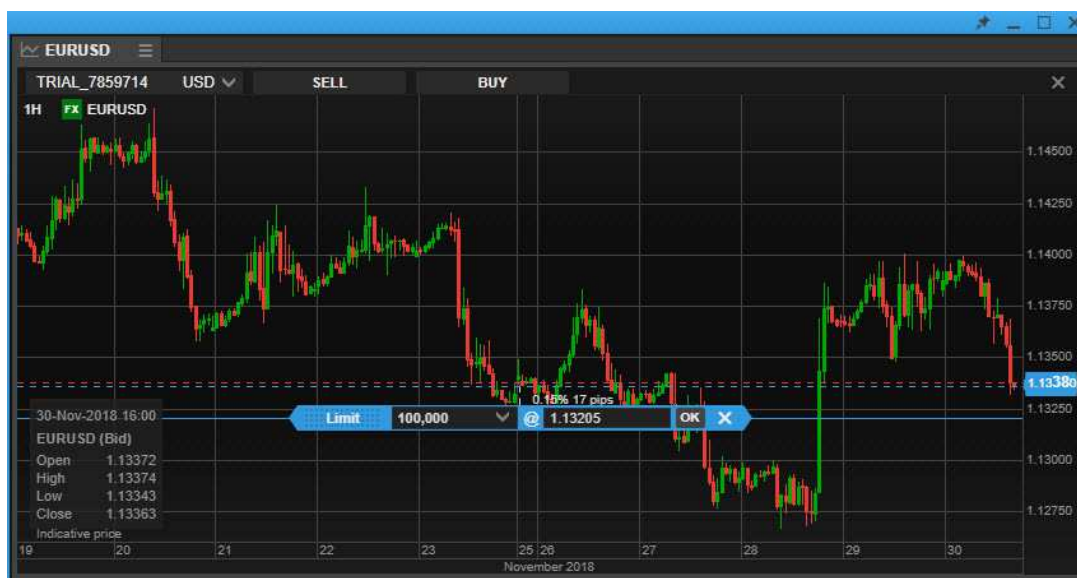 EURUSD
TRIAL_7859714 USD SELL BUY
1H FX EURUSD
1.14500
1.14250
1.14000
1.13750
1.13500
1.13380
1.13250
1.13000
1.12750
0.15% 17 pips
Limit 100,000 @ 1.13205 OK
30-Nov-2018 16:00
EURUSD (Bid)
Open 1.13372
High 1.13374
Low 1.13343
Close 1.13363
Indicative price
19 20 21 22 23 25 26 27 28 29 30
November 2018